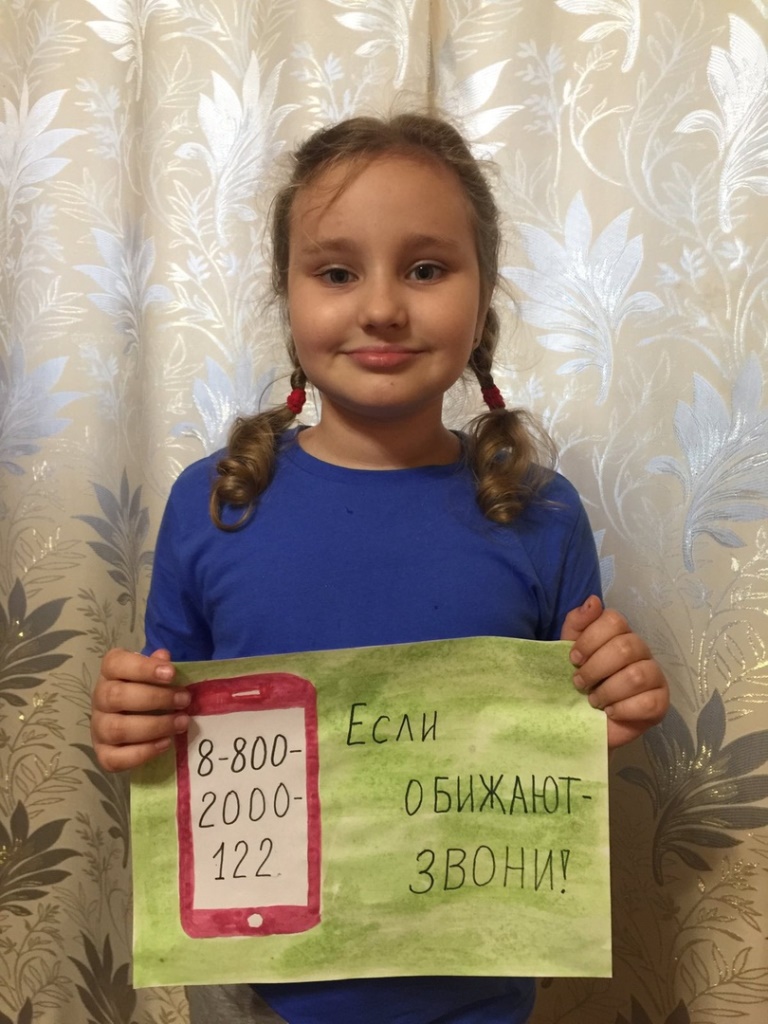 8-800-
2000-
122
Если
ОБИЖАЮТ-
ЗВОНИ!